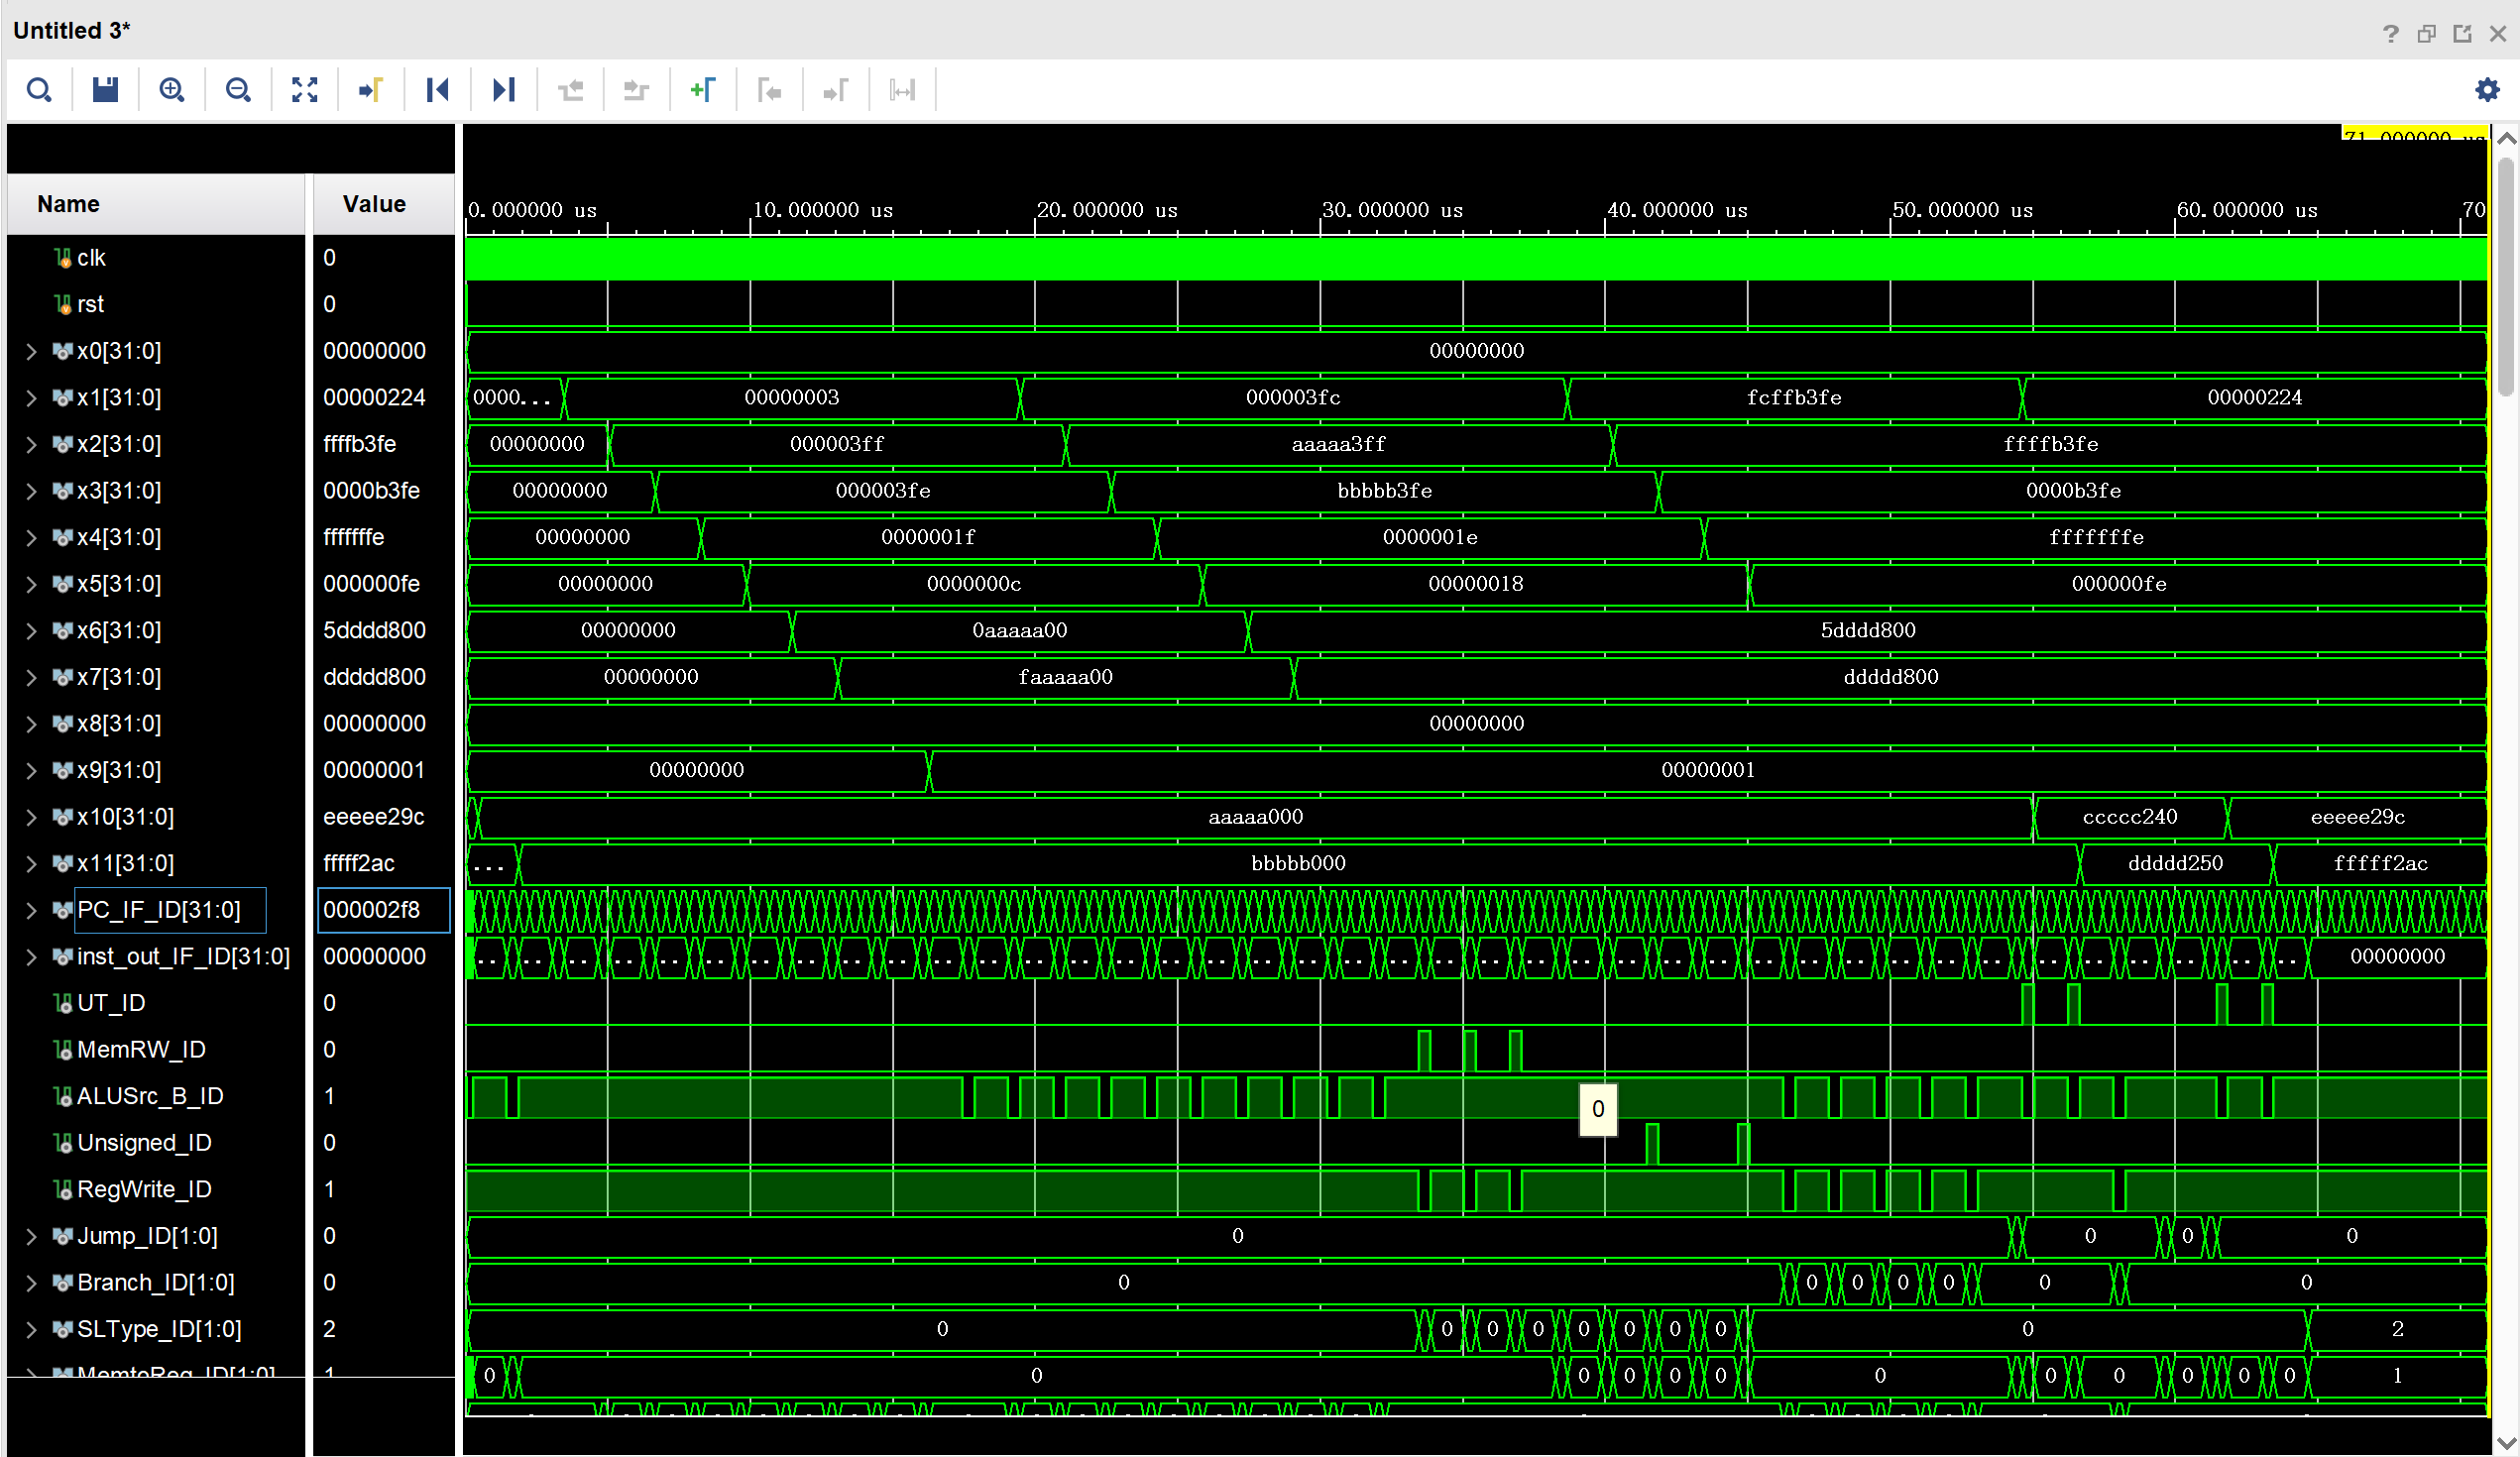 Untitled 3*
71.000000 us
Name Value
0.000000 us 10.000000 us 20.000000 us 30.000000 us 40.000000 us 50.000000 us 60.000000 us 70
clk 0
rst 0
x0[31:0] 00000000 00000000
x1[31:0] 00000224 0000... 00000003 000003fc fcffb3fe 00000224
x2[31:0] ffffb3fe 00000000 000003ff aaaaa3ff ffffb3fe
x3[31:0] 0000b3fe 00000000 000003fe bbbbb3fe 0000b3fe
x4[31:0] fffffffe 00000000 0000001f 0000001e fffffffe
x5[31:0] 000000fe 00000000 0000000c 00000018 000000fe
x6[31:0] 5dddd800 00000000 0aaaaa00 5dddd800
x7[31:0] ddddd800 00000000 faaaaa00 ddddd800
x8[31:0] 00000000 00000000
x9[31:0] 00000001 00000000 00000001
x10[31:0] eeeee29c aaaaa000 ccccc240 eeeee29c
x11[31:0] fffff2ac ... bbbbb000 ddddd250 fffff2ac
PC_IF_ID[31:0] 000002f8
inst_out_IF_ID[31:0] 00000000 .. .. .. .. .. .. .. .. .. .. .. .. .. .. .. .. .. .. .. .. .. .. .. .. .. .. .. .. .. .. .. .. .. .. .. .. .. .. .. .. 00000000
UT_ID 0
MemRW_ID 0
ALUSrc_B_ID 1
0
Unsigned_ID 0
RegWrite_ID 1
Jump_ID[1:0] 0 0 0 0 0
Branch_ID[1:0] 0 0 0 0 0 0 0 0
SLType_ID[1:0] 2 0 0 0 0 0 0 0 0 0 2
MemtoReg_ID[1:0] 1 0 0 0 0 0 0 0 0 0 0 0 0 1